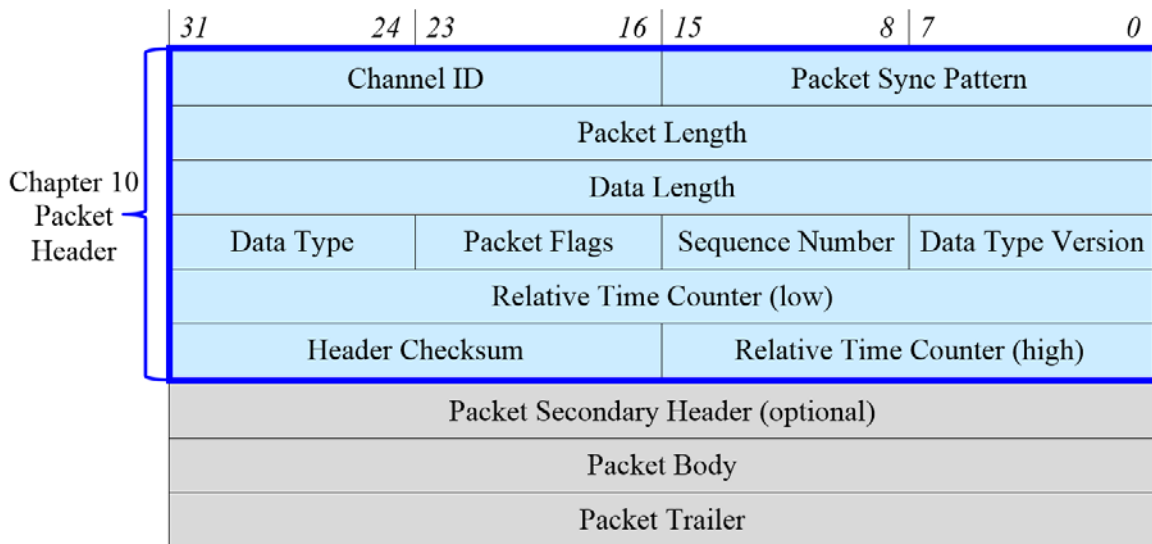 31 24 23 16 15 8 7 0
Channel ID Packet Sync Pattern
Packet Length
Data Length
Chapter 10
Packet
Header
Data Type Packet Flags Sequence Number Data Type Version
Relative Time Counter (low)
Header Checksum Relative Time Counter (high)
Packet Secondary Header (optional)
Packet Body
Packet Trailer